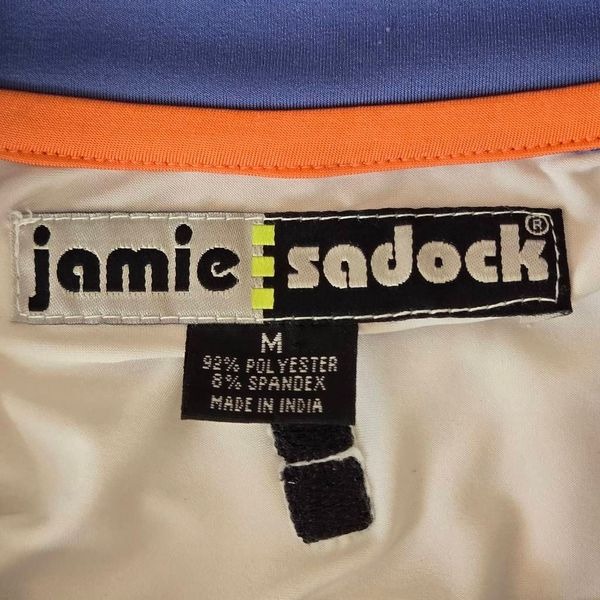 jamie sadock®
M
92% POLYESTER
8% SPANDEX
MADE IN INDIA